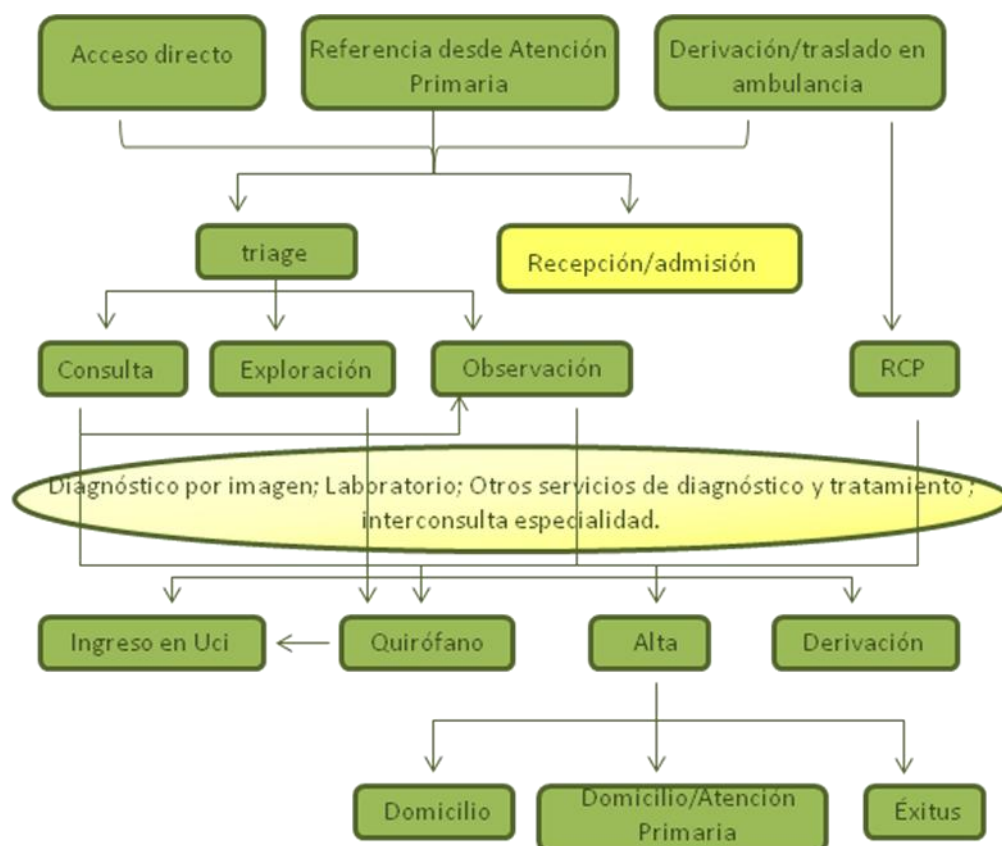 Acceso directo
Referencia desde Atención
Primaria
Derivación/traslado en
ambulancia
triage
Recepción/admisión
Consulta
Exploración
Observación
RCP
Diagnóstico por imagen; Laboratorio; Otros servicios de diagnóstico y tratamiento ;
interconsulta especialidad.
Ingreso en Uci
Quirófano
Alta
Derivación
Domicilio
Domicilio/Atención
Primaria
Éxitus